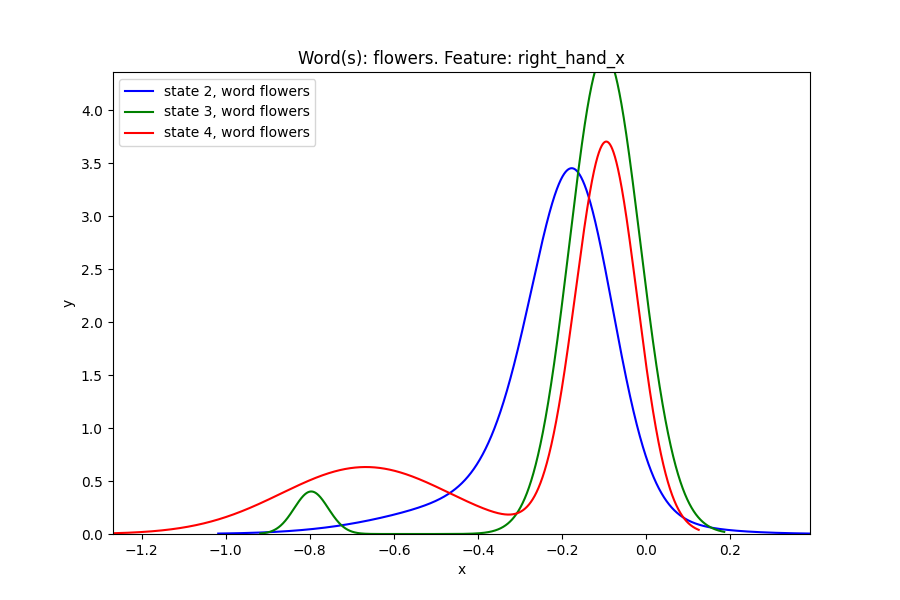 Word(s): flowers. Feature: right_hand_x
state 2, word flowers
state 3, word flowers
state 4, word flowers
4.0
3.5
3.0
2.5
2.0
1.5
1.0
0.5
0.0
y
−1.2 −1.0 −0.8 −0.6 −0.4 −0.2 0.0 0.2
x